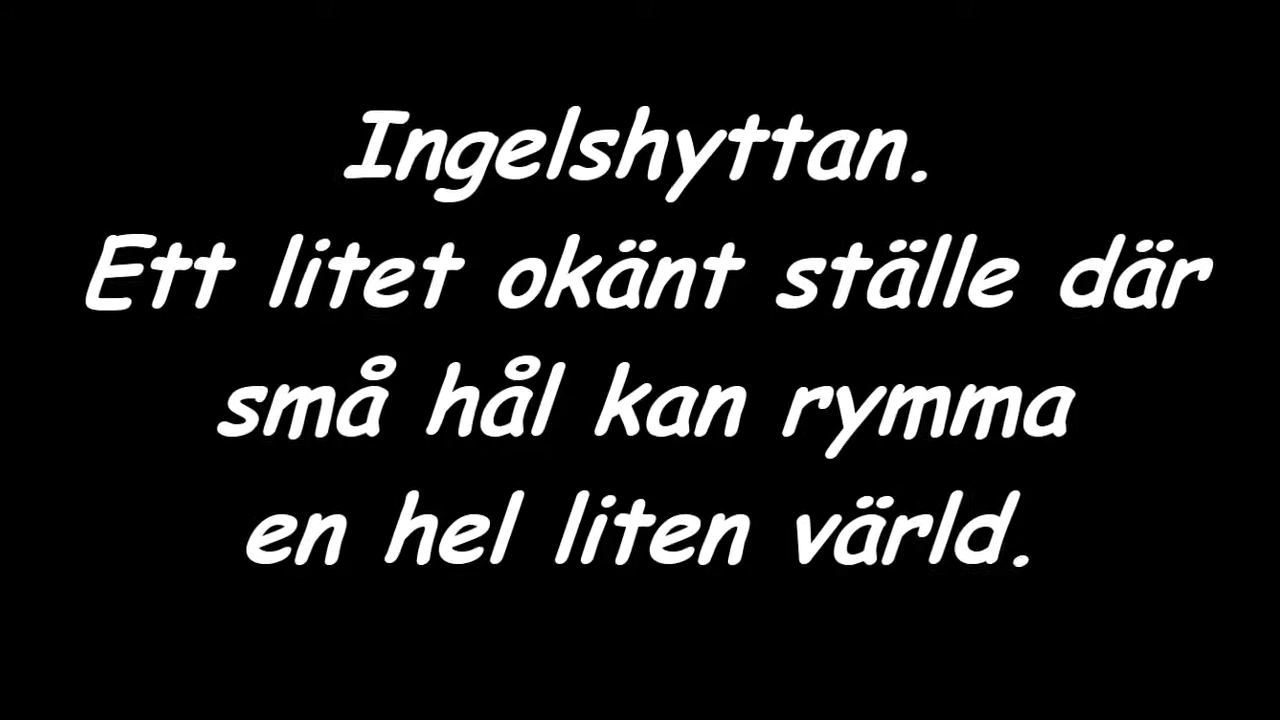 Ingelshyttan.
Ett litet okänt ställe där
små hål kan rymma
en hel liten värld.